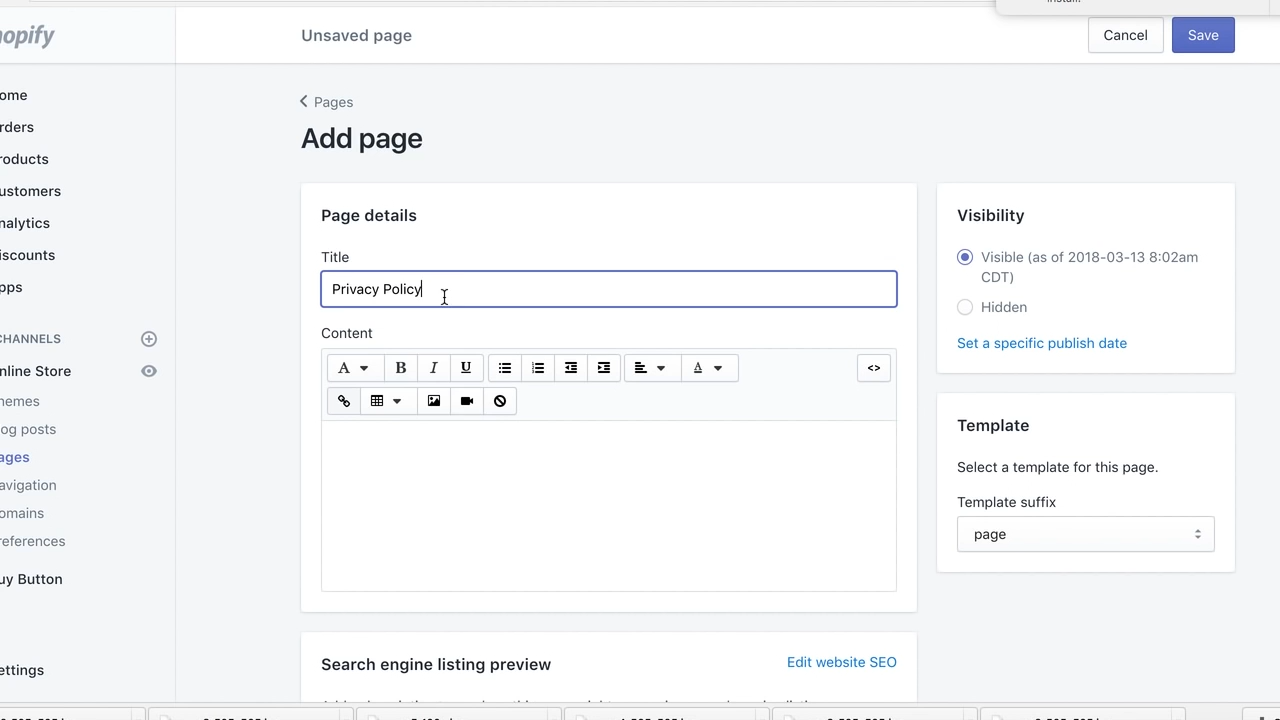 hopify
Unsaved page
Cancel
Save
ome
rders
roducts
ustomers
nalytics
iscounts
pps
CHANNELS
nline Store
hemes
log posts
ages
avigation
omains
references
uy Button
ettings
Pages
Add page
Page details
Title
Privacy Policy
Content
A
B
I
U
A
<>
Search engine listing preview
Edit website SEO
Visibility
Visible (as of 2018-03-13 8:02am
CDT)
Hidden
Set a specific publish date
Template
Select a template for this page.
Template suffix
page